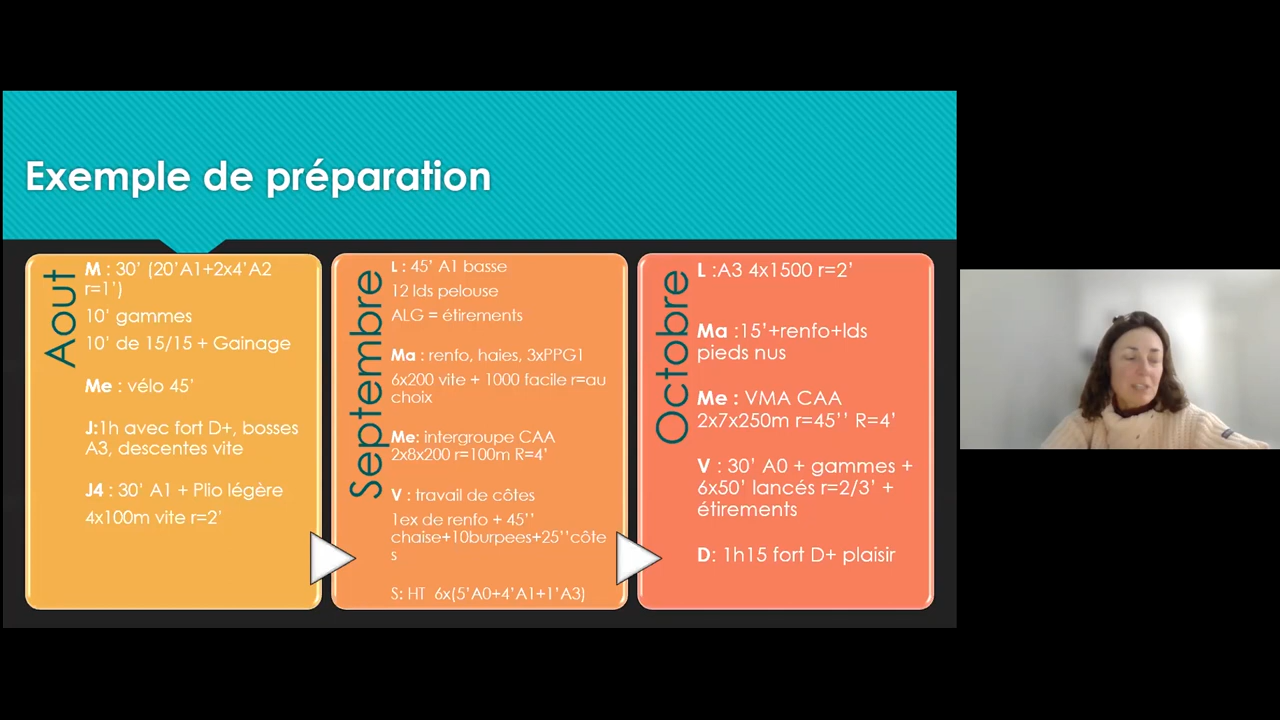 Exemple de préparation
Aout
M : 30' (20'A1+2x4'A2
r=1')
10' gammes
10' de 15/15 + Gainage
Me : vélo 45'
J:1h avec fort D+, bosses
A3, descentes vite
J4 : 30' A1 + Plio légère
4x100m vite r=2'
Septembre
L : 45' A1 basse
12 lds pelouse
ALG = étirements
Ma : renfo, haies, 3xPPG1
6x200 vite + 1000 facile r=au
choix
Me: intergroupe CAA
2x8x200 r=100m R=4'
V : travail de côtes
1ex de renfo + 45''
chaise+10burpees+25''côte
s
S: HT 6x(5'A0+4'A1+1'A3)
Octobre
L :A3 4x1500 r=2'
Ma :15'+renfo+lds
pieds nus
Me : VMA CAA
2x7x250m r=45'' R=4'
V : 30' A0 + gammes +
6x50' lancés r=2/3' +
étirements
D: 1h15 fort D+ plaisir